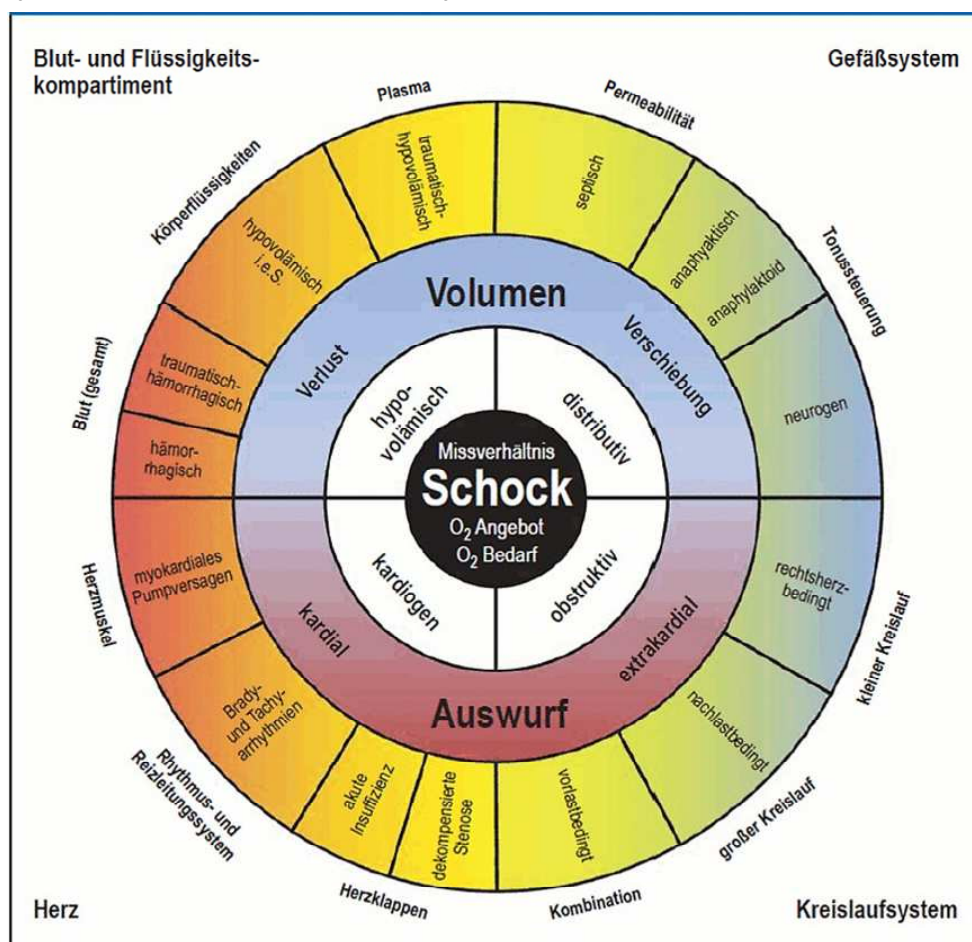 Blut- und Flüssigkeits-
kompartiment
Gefäßsystem
Plasma
Permeabilität
Körperflüssigkeiten
Tonussteuerung
Blut (gesamt)
traumatisch-
hypovolämisch
septisch
hypovolämisch
i.e.S.
anaphyaktisch
anaphylaktoid
traumatisch-
hämorrhagisch
neurogen
hämor-
rhagisch
Volumen
Verlust
Verschiebung
hypo-
volämisch
distributiv
Missverhältnis
Schock
O2 Angebot
O2 Bedarf
kardiogen
obstruktiv
kardial
extrakardial
Auswurf
myokardiales
Pumpversagen
rechtsherz-
bedingt
Brady-
und Tachy-
arrhythmien
nachlastbedingt
akute
Insuffizienz
dekompensierte
Stenose
vorlastbedingt
Herzmuskel
kleiner Kreislauf
Rhythmus- und
Reizleitungssystem
großer Kreislauf
Herzklappen
Kombination
Herz
Kreislaufsystem